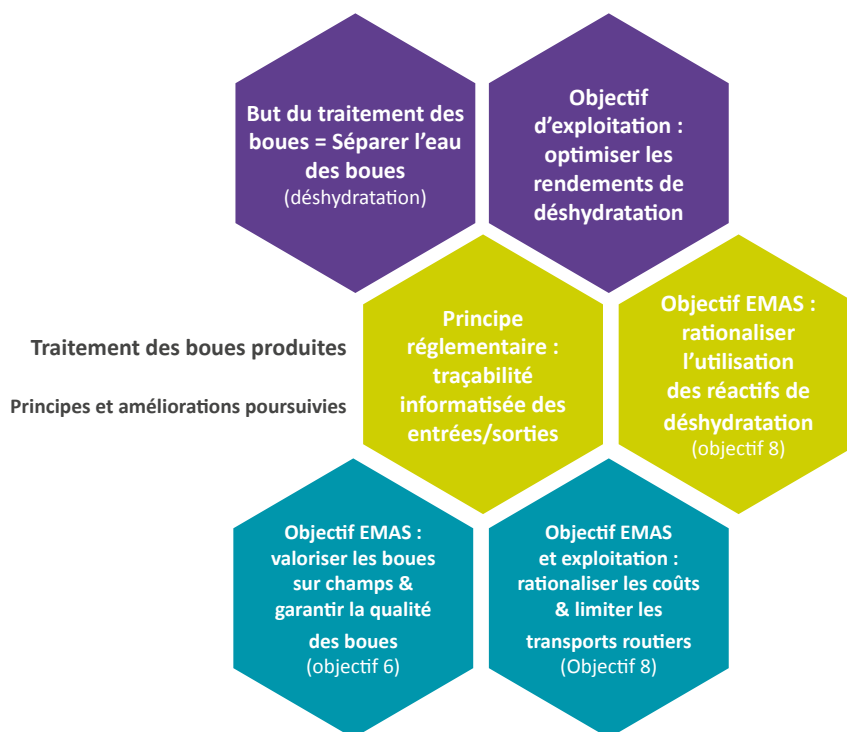 But du traitement des
boues = Séparer l'eau
des boues
(déshydratation)
Objectif
d'exploitation :
optimiser les
rendements de
déshydratation
Traitement des boues produites
Principes et améliorations poursuivies
Principe
réglementaire :
traçabilité
informatisée des
entrées/sorties
Objectif EMAS :
rationaliser
l'utilisation
des réactifs de
déshydratation
(objectif 8)
Objectif EMAS :
valoriser les boues
sur champs &
garantir la qualité
des boues
(objectif 6)
Objectif EMAS
et exploitation :
rationaliser les coûts
& limiter les
transports routiers
(Objectif 8)